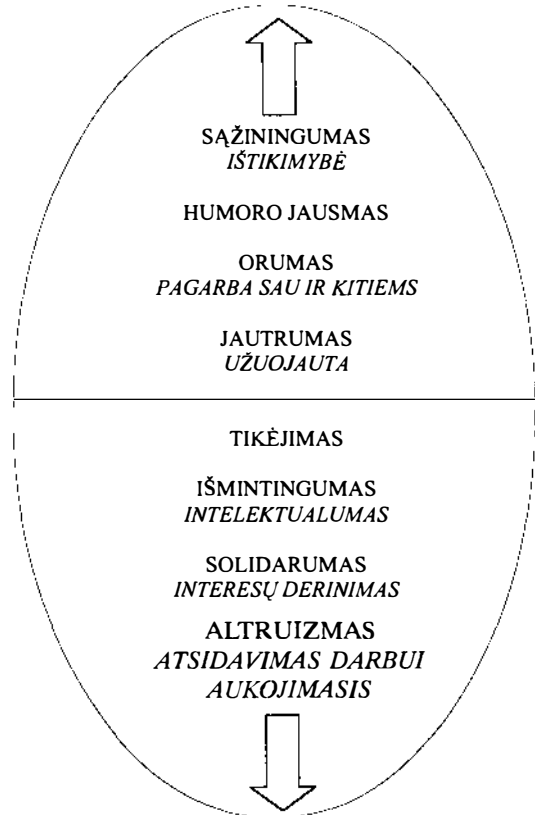 SĄŽININGUMAS
IŠTIKIMYBĖ
HUMORO JAUSMAS
ORUMAS
PAGARBA SAU IR KITIEMS
JAUTRUMAS
UŽUOJAUTA
TIKĖJIMAS
IŠMINTINGUMAS
INTELEKTUALUMAS
SOLIDARUMAS
INTERESŲ DERINIMAS
ALTRUIZMAS
ATSIDAVIMAS DARBUI
AUKOJIMASIS